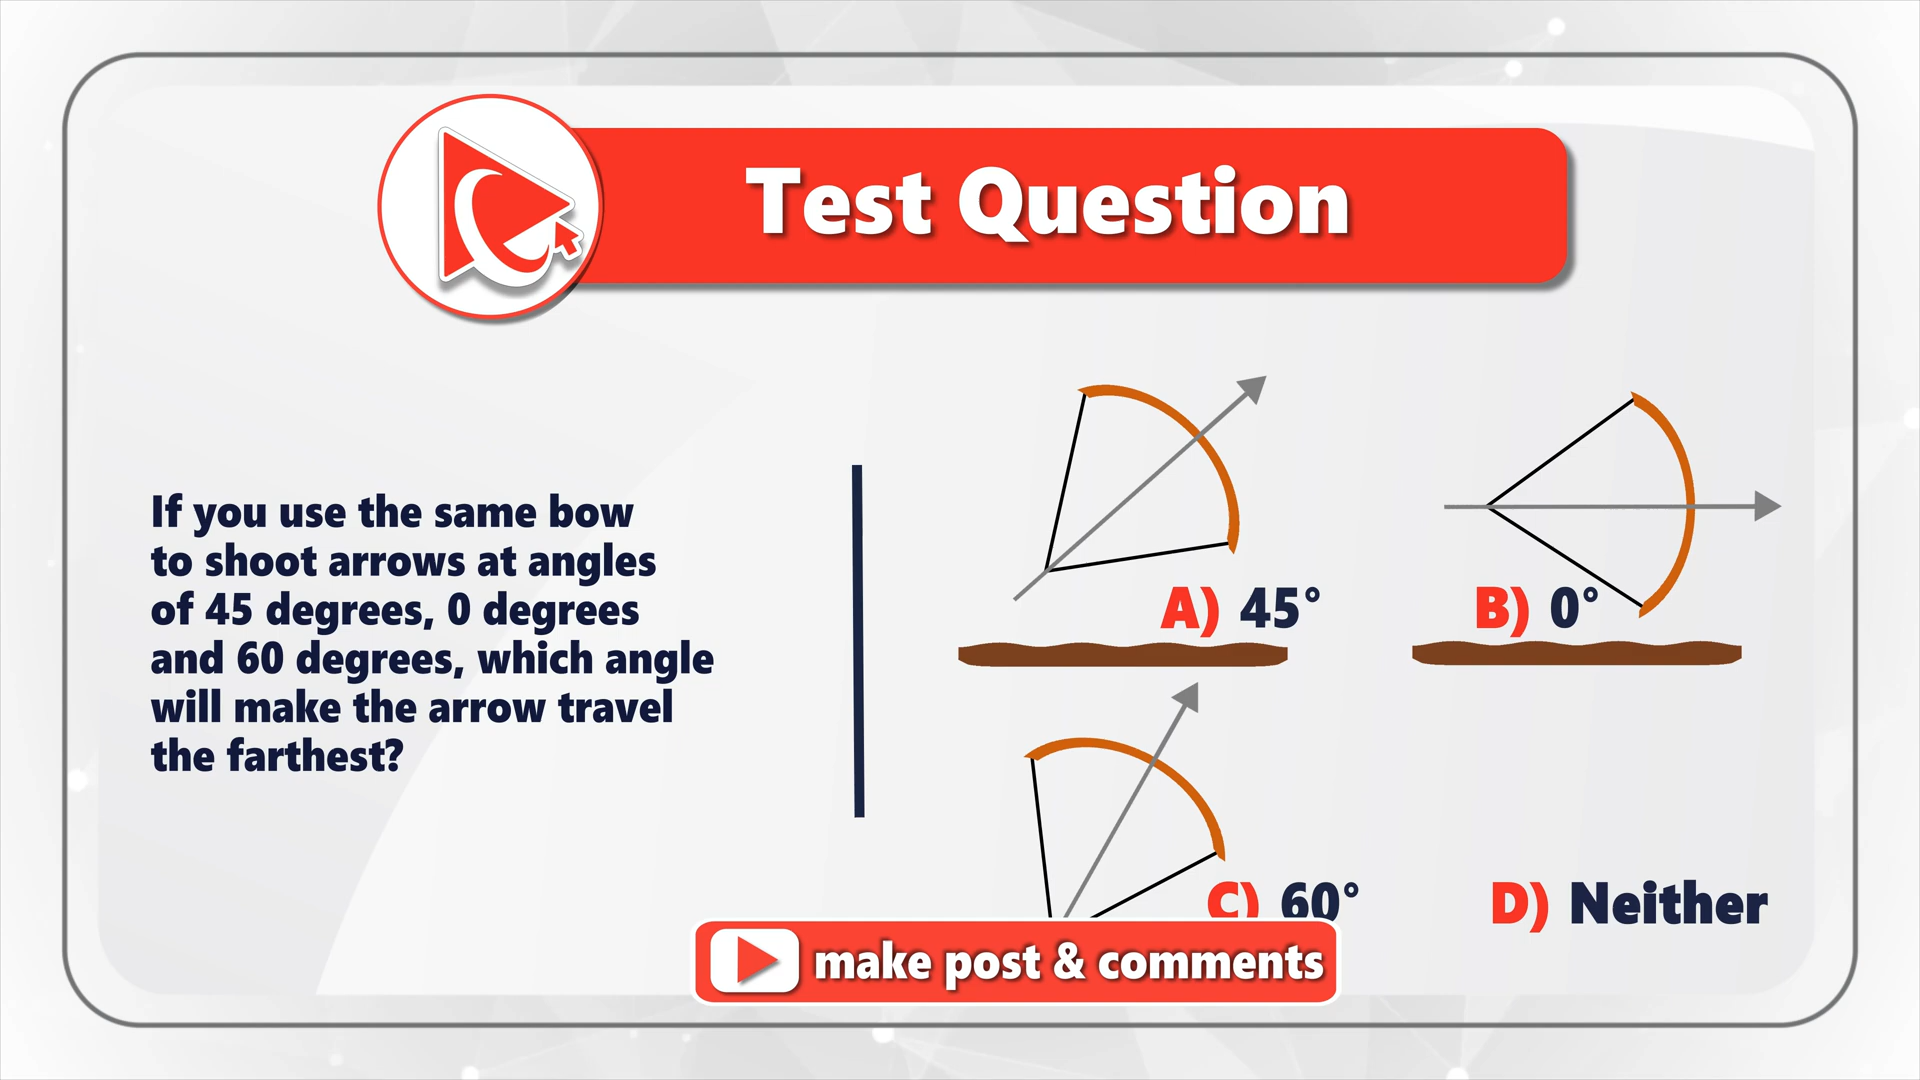 Test Question
If you use the same bow
to shoot arrows at angles
of 45 degrees, 0 degrees
and 60 degrees, which angle
will make the arrow travel
the farthest?
A) 45°
B) 0°
C) 60°
D) Neither
make post & comments